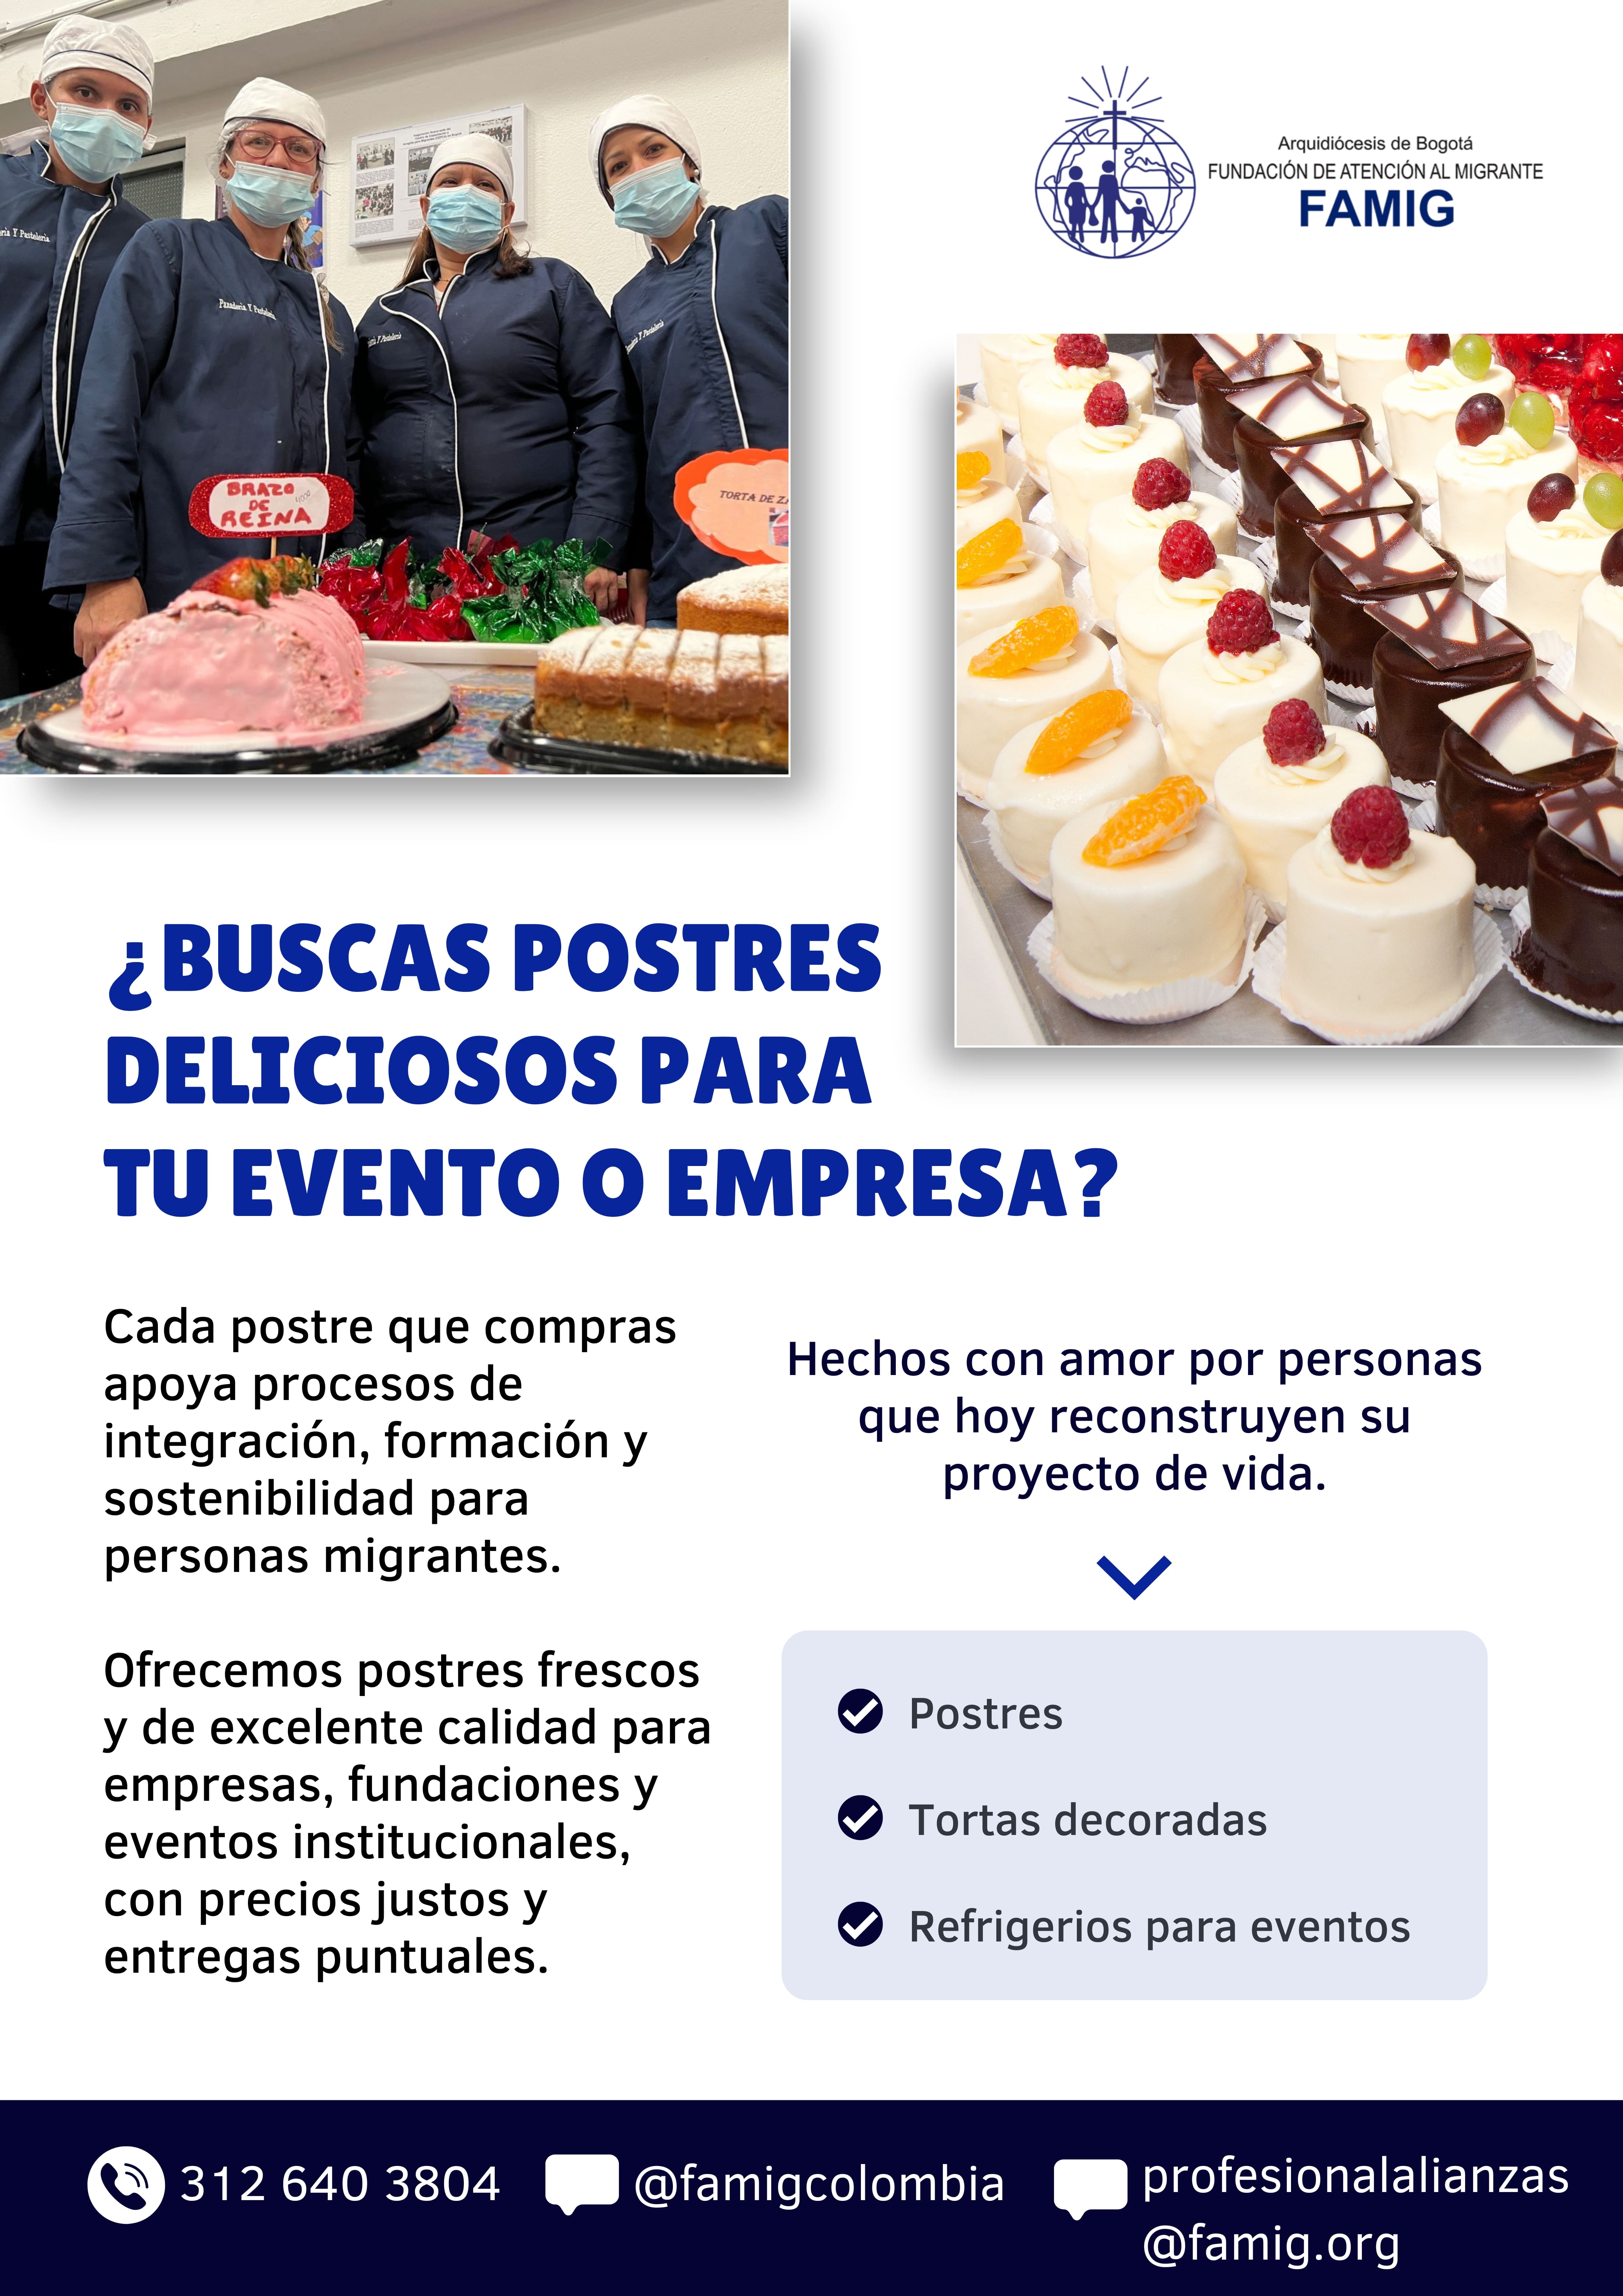 Arquidiócesis de Bogotá
FUNDACIÓN DE ATENCIÓN AL MIGRANTE
FAMIG
Panadería Y Pastelería
BRAZO
DE
REINA
TORTA DE
¿BUSCAS POSTRES
DELICIOSOS PARA
TU EVENTO O EMPRESA?
Cada postre que compras
apoya procesos de
integración, formación y
sostenibilidad para
personas migrantes.
Ofrecemos postres frescos
y de excelente calidad para
empresas, fundaciones y
eventos institucionales,
con precios justos y
entregas puntuales.
Hechos con amor por personas
que hoy reconstruyen su
proyecto de vida.
Postres
Tortas decoradas
Refrigerios para eventos
312 640 3804
@famigcolombia
profesionalalianzas
@famig.org